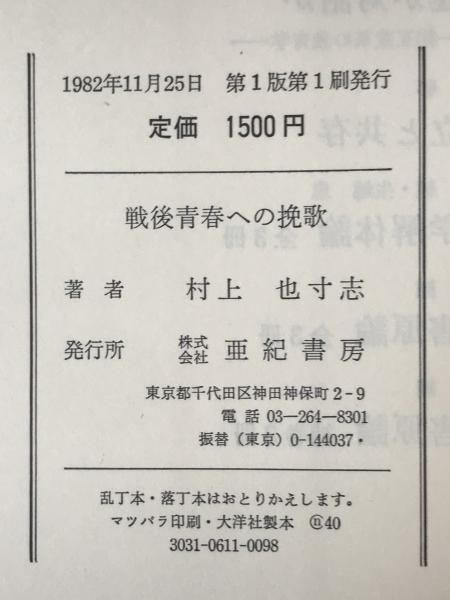 1982年11月25日　第1版第1刷発行
定価　1500円
戦後青春への挽歌
著者　村上　也寸志
発行所　株式会社　亜紀書房
東京都千代田区神田神保町2-9
電話 03—264—8301
振替（東京）0-144037・
乱丁本・落丁本はおとりかえします。
マツバラ印刷・大洋社製本　40
3031-0611-0098